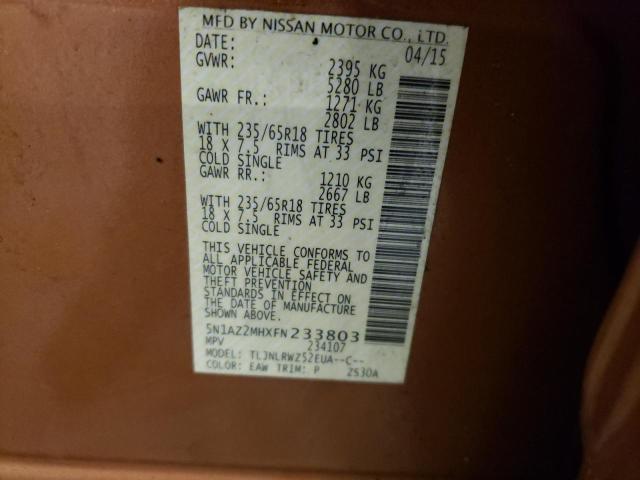 MFD BY NISSAN MOTOR CO., LTD.
DATE: 04/15
GVWR: 2395 KG
5280 LB
GAWR FR.: 1271 KG
2802 LB
WITH 235/65R18 TIRES
18 X 7.5 RIMS AT 33 PSI
COLD SINGLE
GAWR RR.: 1210 KG
2667 LB
WITH 235/65R18 TIRES
18 X 7.5 RIMS AT 33 PSI
COLD SINGLE
THIS VEHICLE CONFORMS TO
ALL APPLICABLE FEDERAL
MOTOR VEHICLE SAFETY AND
THEFT PREVENTION
STANDARDS IN EFFECT ON
THE DATE OF MANUFACTURE
SHOWN ABOVE.
5N1AZ2MHXFN233803
MPV 234107
MODEL: TLJNLRWZ52EUA--C--
COLOR: EAW TRIM: P ZS30A